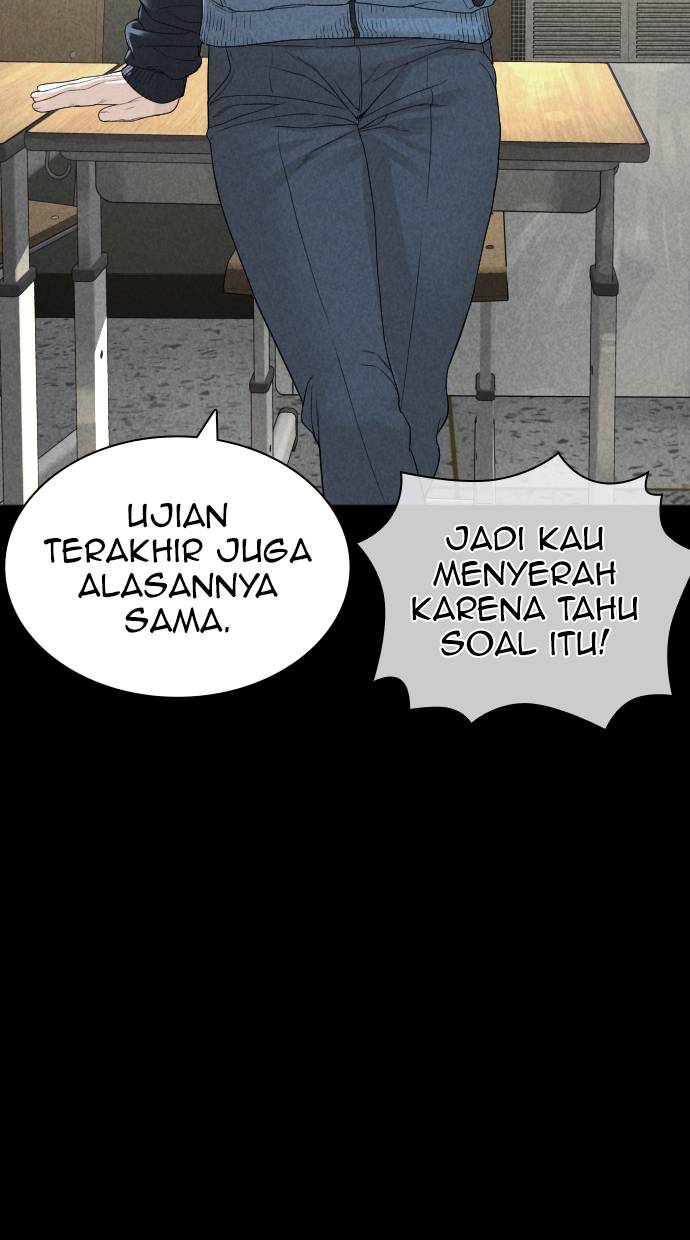 UJIAN
TERAKHIR JUGA
ALASANNYA
SAMA.
JADI KAU
MENYERAH
KARENA TAHU
SOAL ITU!